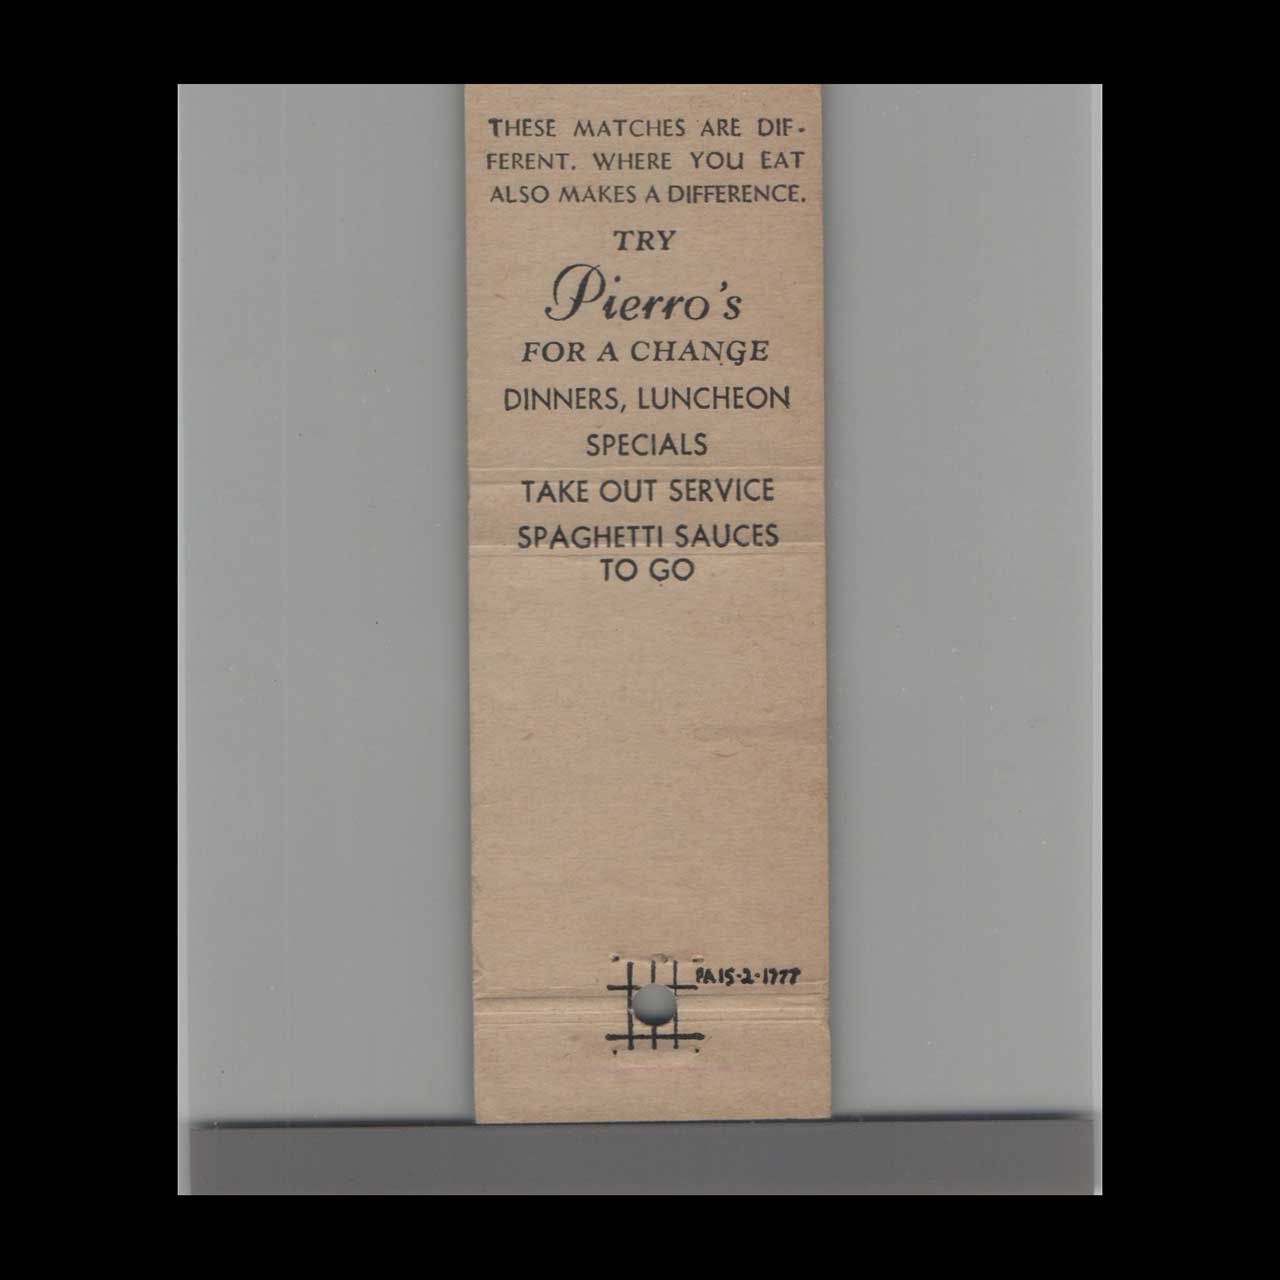 THESE MATCHES ARE DIF-
FERENT. WHERE YOU EAT
ALSO MAKES A DIFFERENCE.
TRY
Pierro's
FOR A CHANGE
DINNERS, LUNCHEON
SPECIALS
TAKE OUT SERVICE
SPAGHETTI SAUCES
TO GO
PA15-2-1777